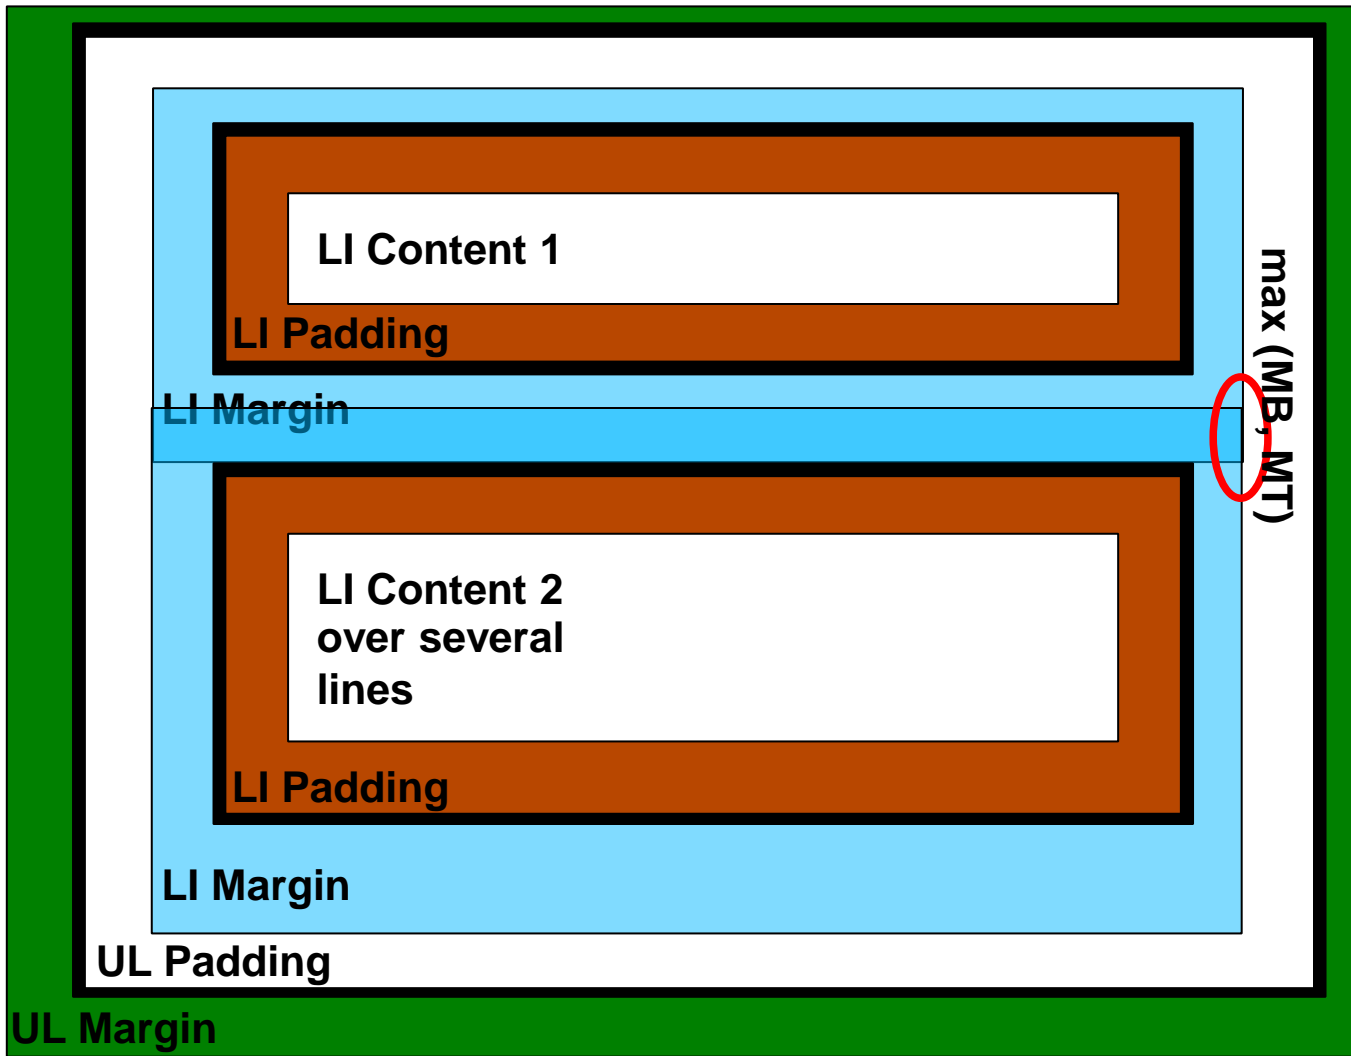 LI Content 1
LI Padding
LI Margin
max (MB, MT)
LI Content 2
over several
lines
LI Padding
LI Margin
UL Padding
UL Margin